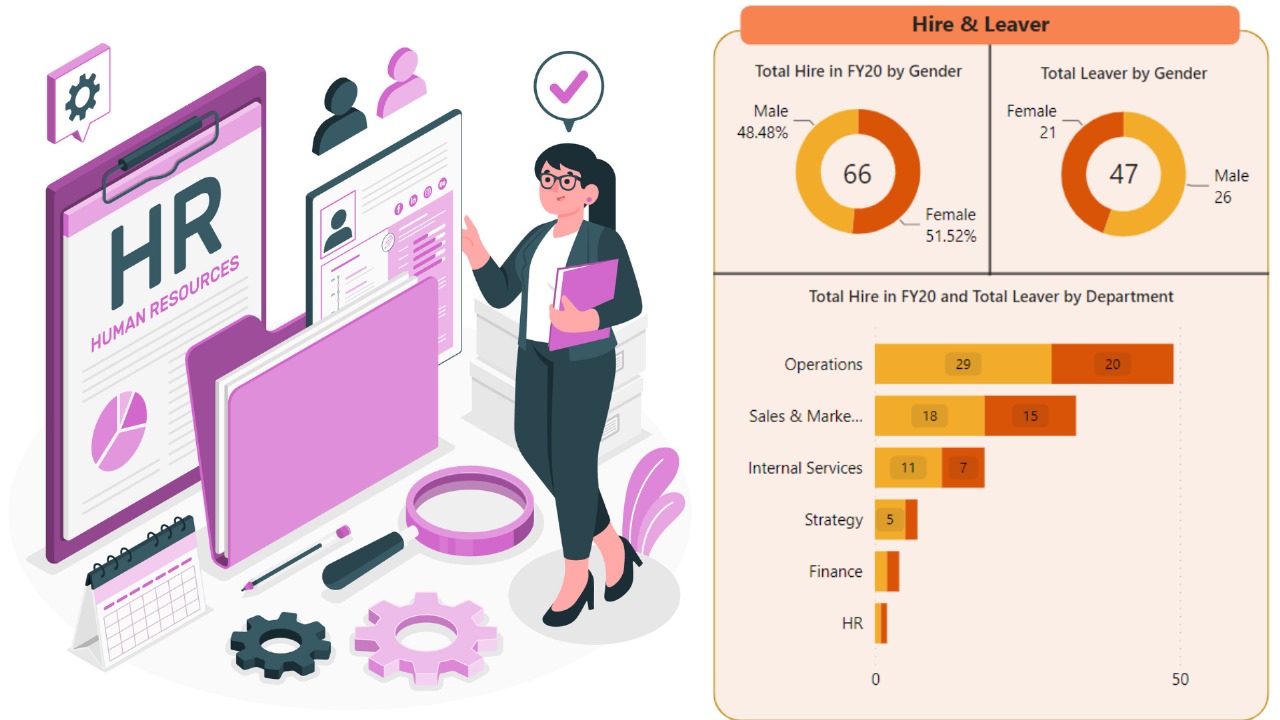 HR
HUMAN RESOURCES
Hire & Leaver
Total Hire in FY20 by Gender
Male
48.48%
66
Female
51.52%
Total Leaver by Gender
Female
21
47
Male
26
Total Hire in FY20 and Total Leaver by Department
Operations 29 20
Sales & Marke... 18 15
Internal Services 11 7
Strategy 5
Finance
HR
0 50